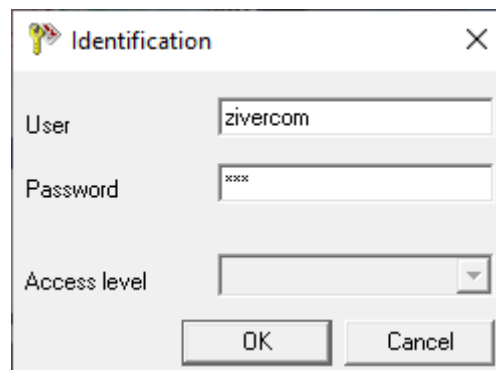 Identification
User
zivercom
Password
***
Access level
OK
Cancel